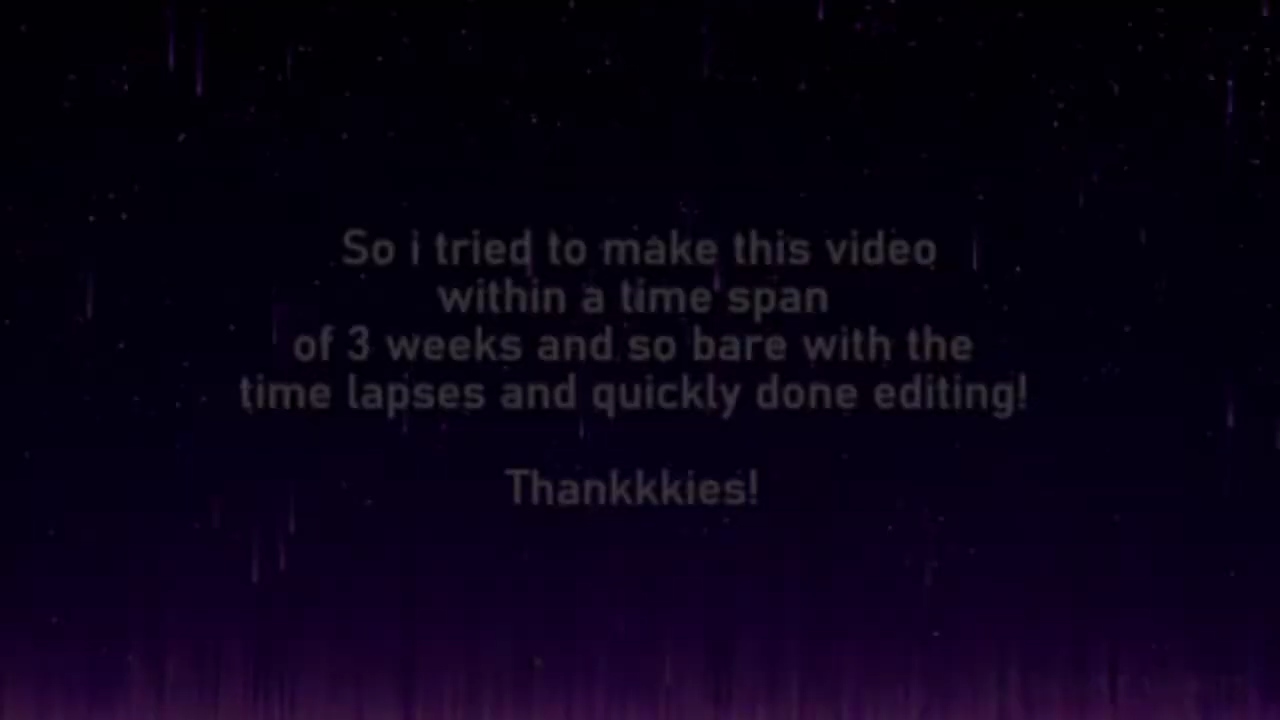 So i tried to make this video
within a time span
of 3 weeks and so bare with the
time lapses and quickly done editing!
Thankkkies!